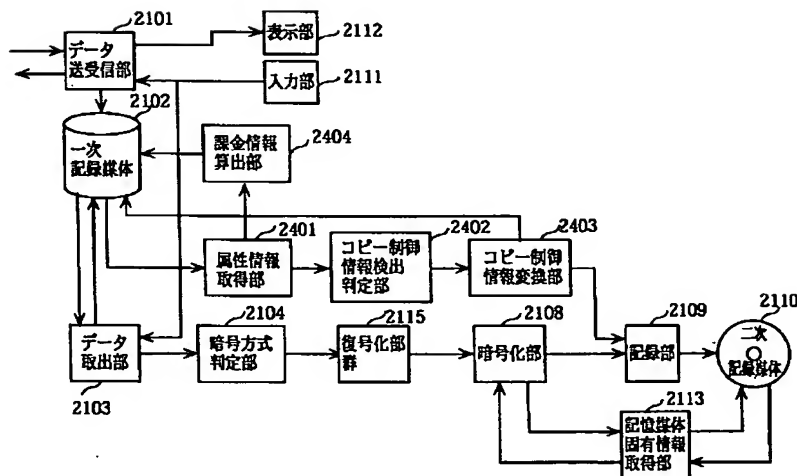 2101
データ
送受信部
表示部
2112
入力部
2111
2102
一次
記録媒体
課金情報
算出部
2404
2401
属性情報
取得部
2402
コピー制御
情報検出
判定部
2403
コピー制御
情報変換部
データ
取出部
2103
2104
暗号方式
判定部
2115
復号化部
群
2108
暗号化部
2109
記録部
2110
二次
記録媒体
2113
記憶媒体
固有情報
取得部